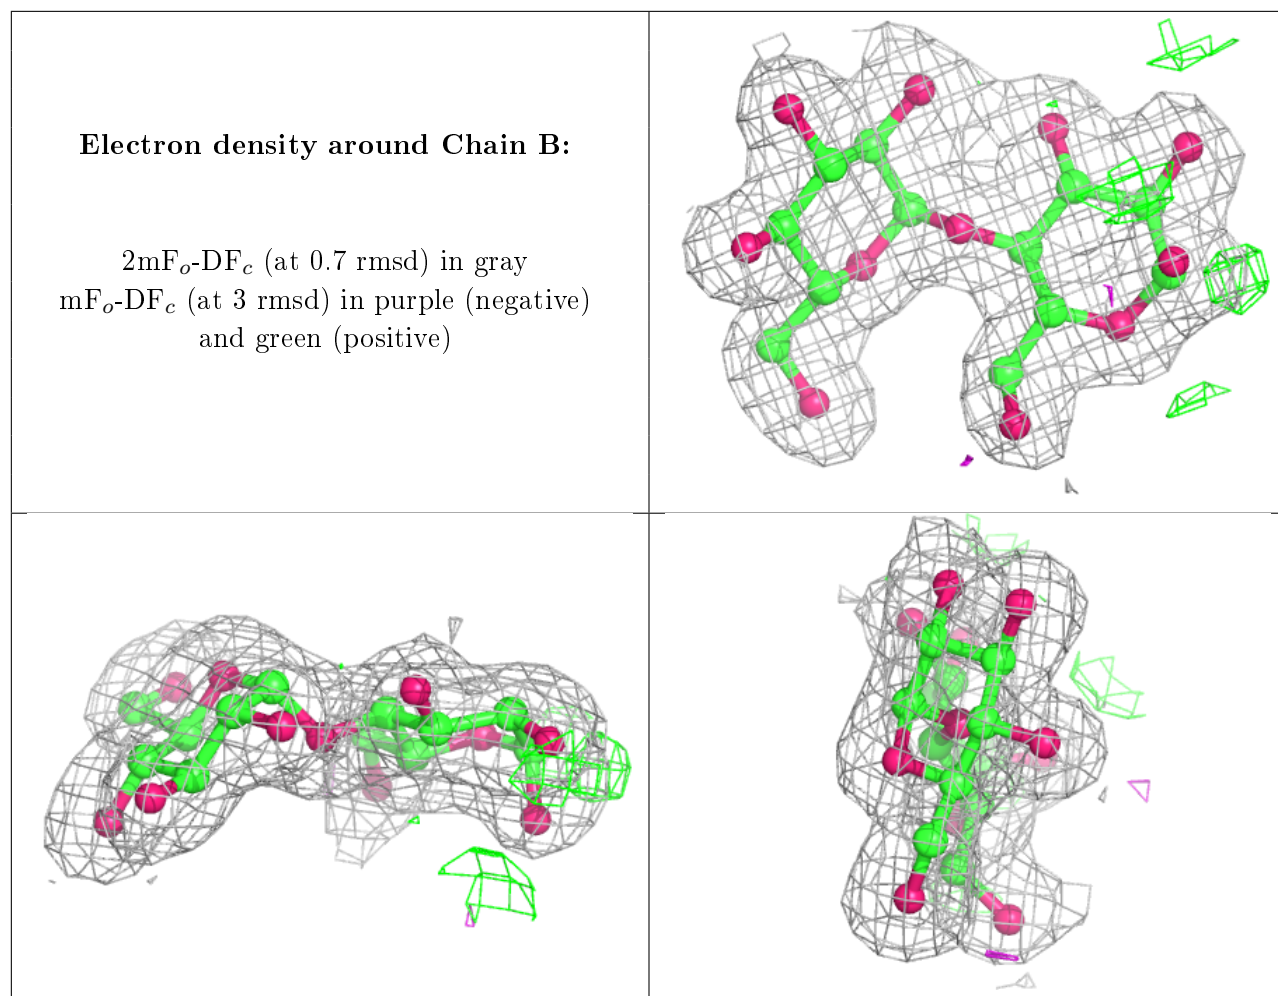 Electron density around Chain B:
2mFo-DFc (at 0.7 rmsd) in gray
mFo-DFc (at 3 rmsd) in purple (negative)
and green (positive)